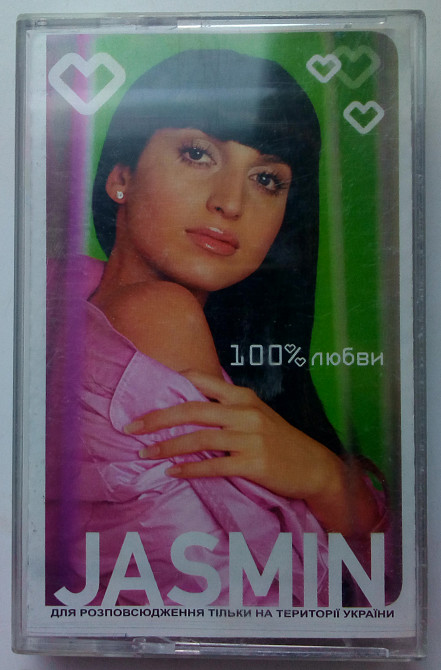 100% любви
JASMIN
ДЛЯ РОЗПОВСЮДЖЕННЯ ТІЛЬКИ НА ТЕРИТОРІЇ УКРАЇНИ